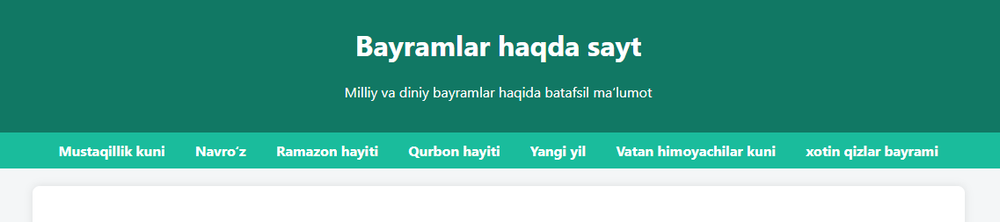 Bayramlar haqda sayt
Milliy va diniy bayramlar haqida batafsil ma’lumot
Mustaqillik kuni Navro‘z Ramazon hayiti Qurbon hayiti Yangi yil Vatan himoyachilar kuni xotin qizlar bayrami